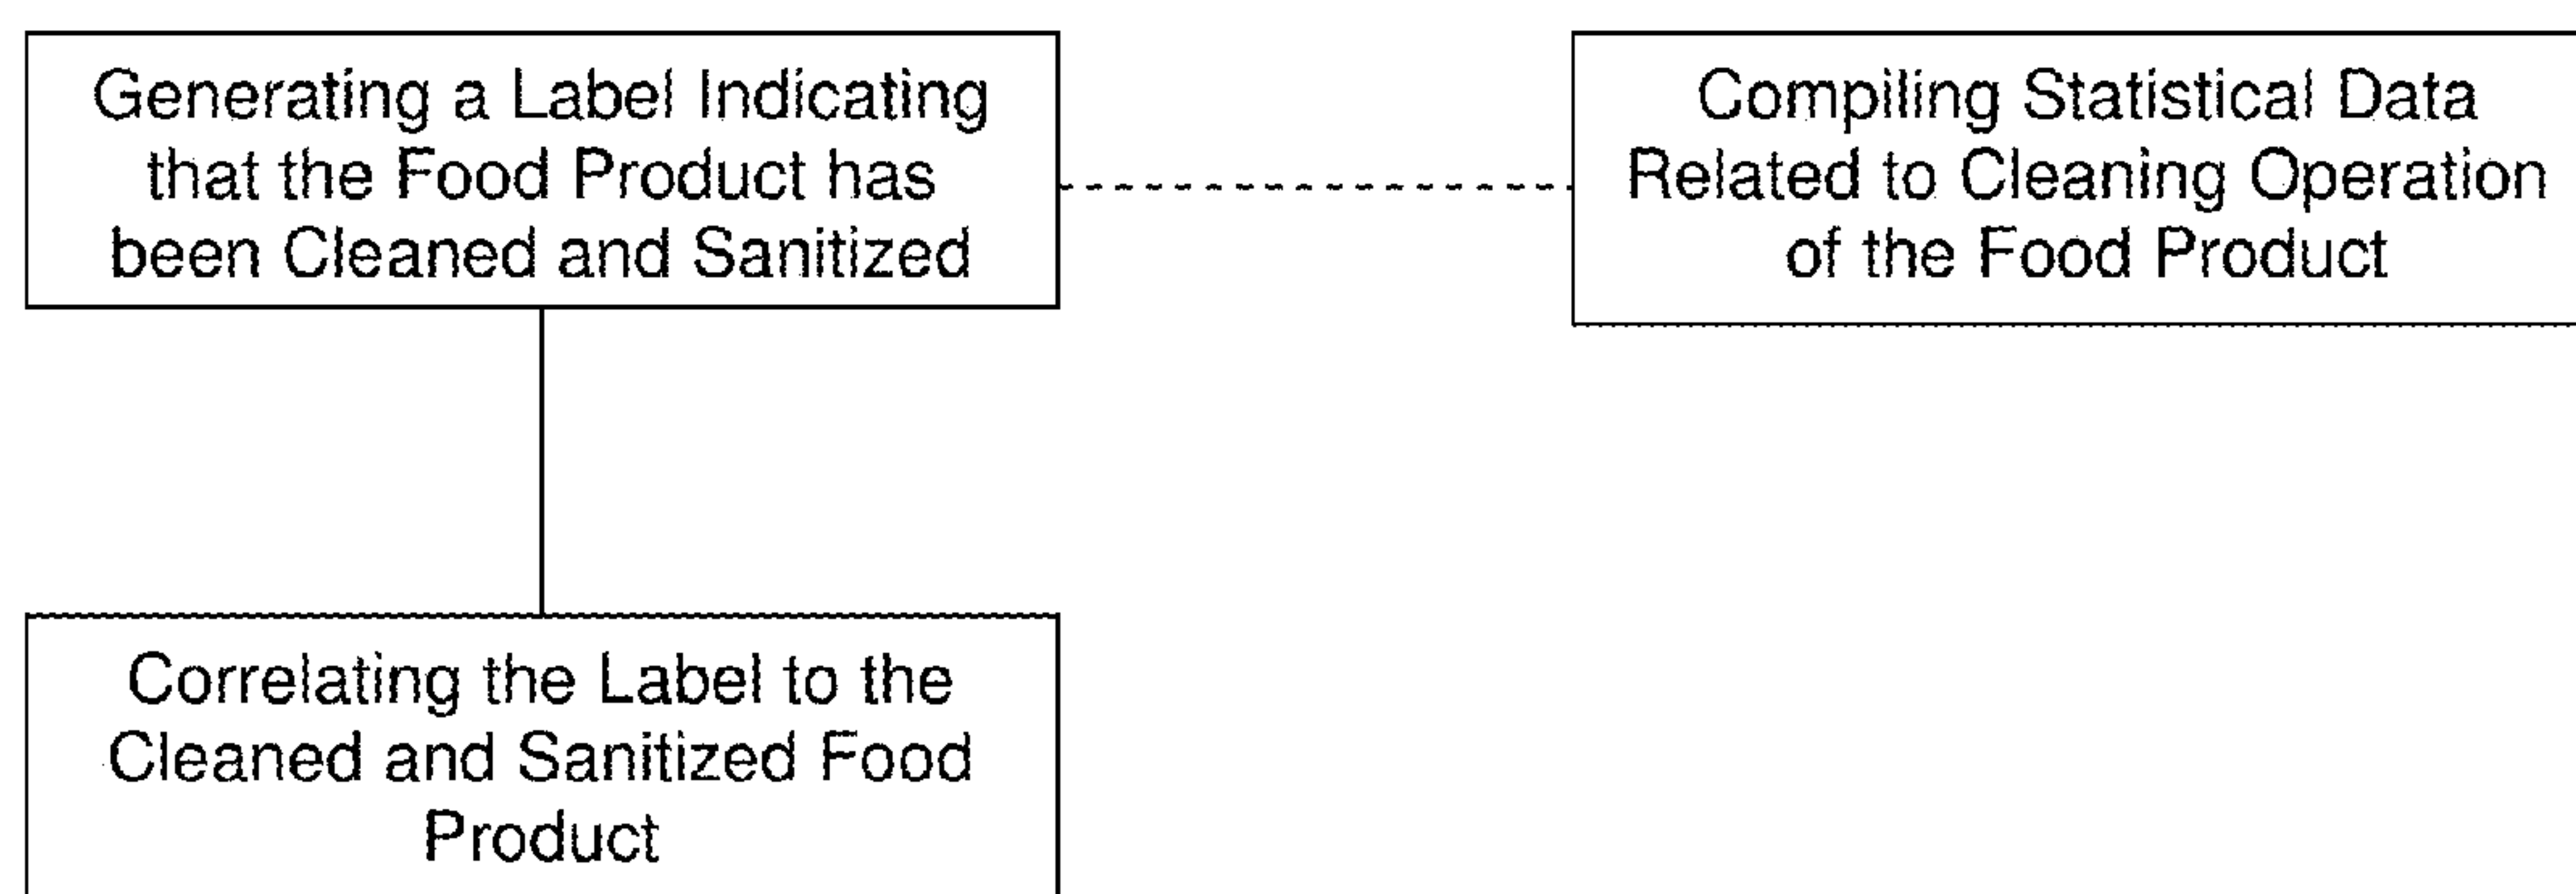 Generating a Label Indicating
that the Food Product has
been Cleaned and Sanitized
Compiling Statistical Data
Related to Cleaning Operation
of the Food Product
Correlating the Label to the
Cleaned and Sanitized Food
Product